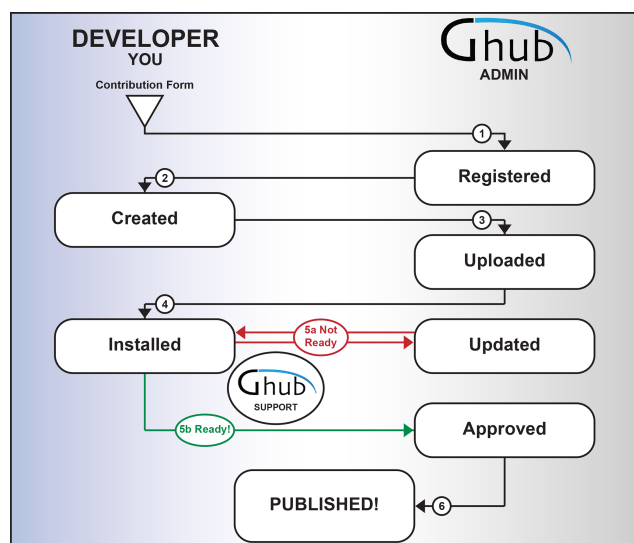 DEVELOPER
YOU
Contribution Form
Ghub
ADMIN
1
Registered
2
Created
3
Uploaded
4
Installed
5a Not
Ready
Updated
Ghub
SUPPORT
5b Ready!
Approved
PUBLISHED!
6